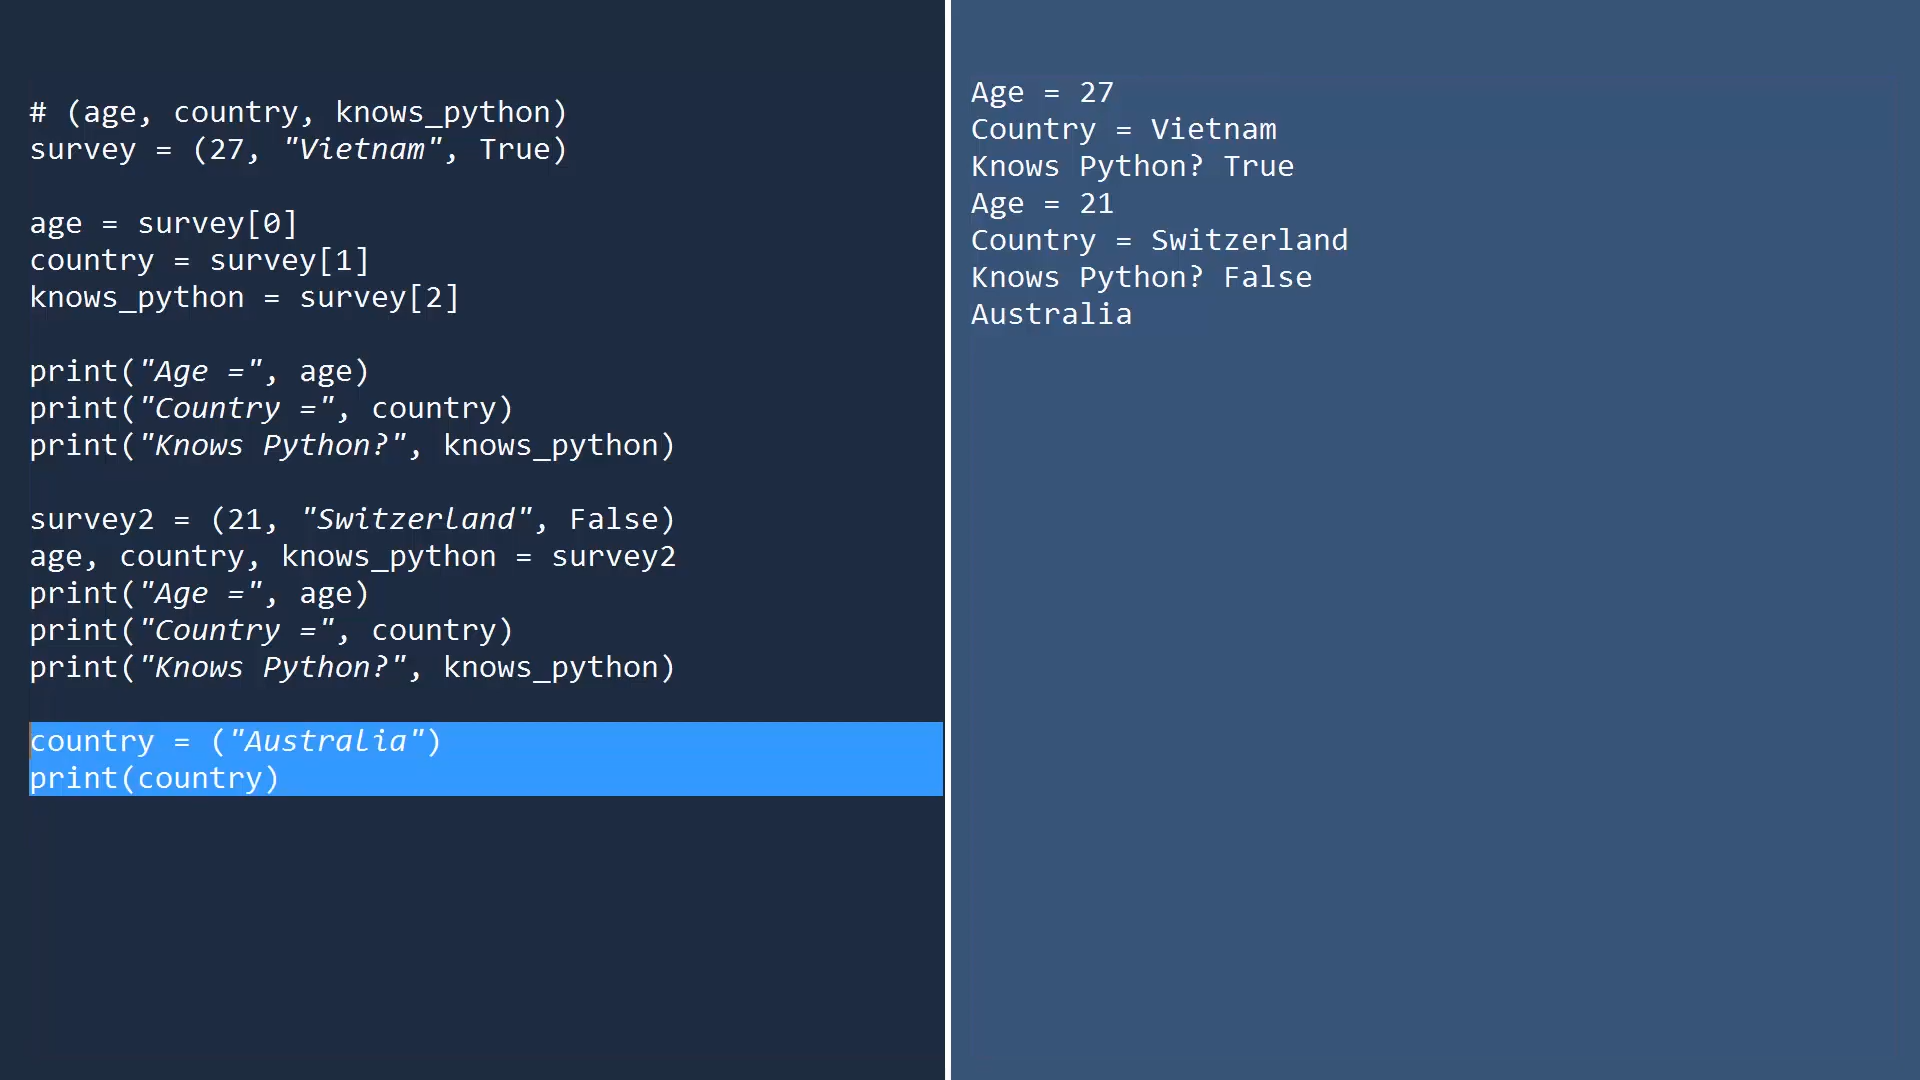 # (age, country, knows_python)
survey = (27, "Vietnam", True)
age = survey[0]
country = survey[1]
knows_python = survey[2]
print("Age =", age)
print("Country =", country)
print("Knows Python?", knows_python)
survey2 = (21, "Switzerland", False)
age, country, knows_python = survey2
print("Age =", age)
print("Country =", country)
print("Knows Python?", knows_python)
country = ("Australia")
print(country)
Age = 27
Country = Vietnam
Knows Python? True
Age = 21
Country = Switzerland
Knows Python? False
Australia